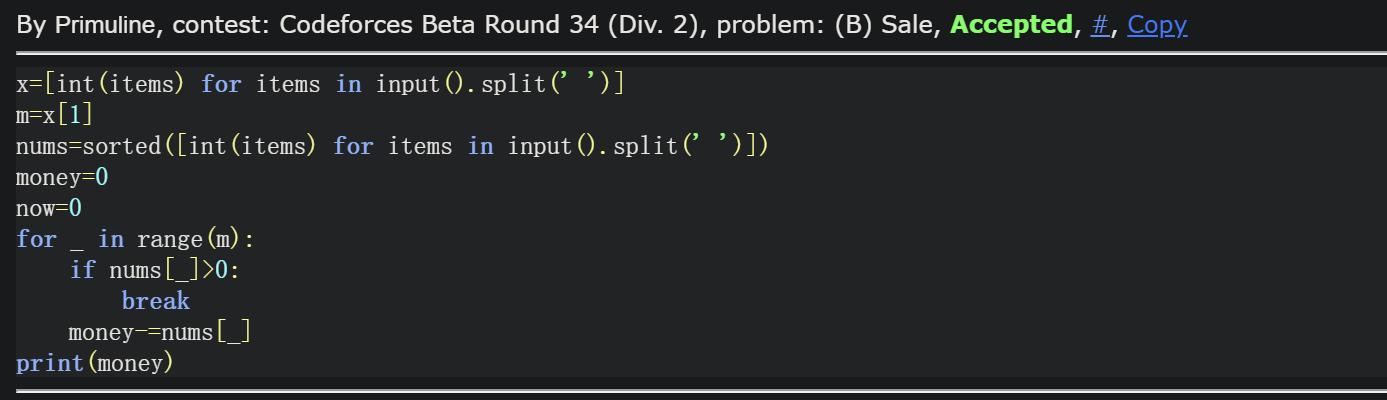 By Primuline, contest: Codeforces Beta Round 34 (Div. 2), problem: (B) Sale, Accepted, #, Copy
x=[int(items) for items in input().split(' ')]
m=x[1]
nums=sorted([int(items) for items in input().split(' ')])
money=0
now=0
for _ in range(m):
    if nums[_]>0:
        break
    money-=nums[_]
print(money)